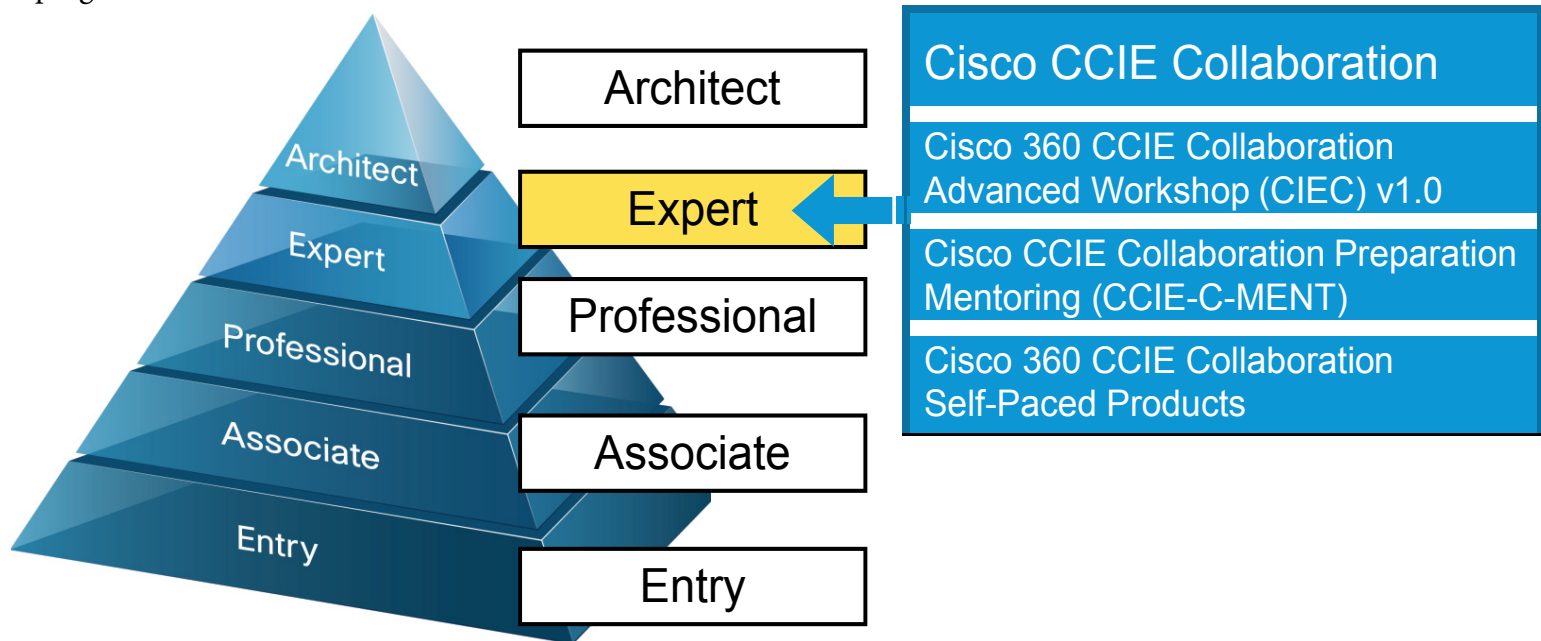 Architect
Expert
Professional
Associate
Entry
Architect
Expert
Professional
Associate
Entry
Cisco CCIE Collaboration
Cisco 360 CCIE Collaboration
Advanced Workshop (CIEC) v1.0
Cisco CCIE Collaboration Preparation
Mentoring (CCIE-C-MENT)
Cisco 360 CCIE Collaboration
Self-Paced Products